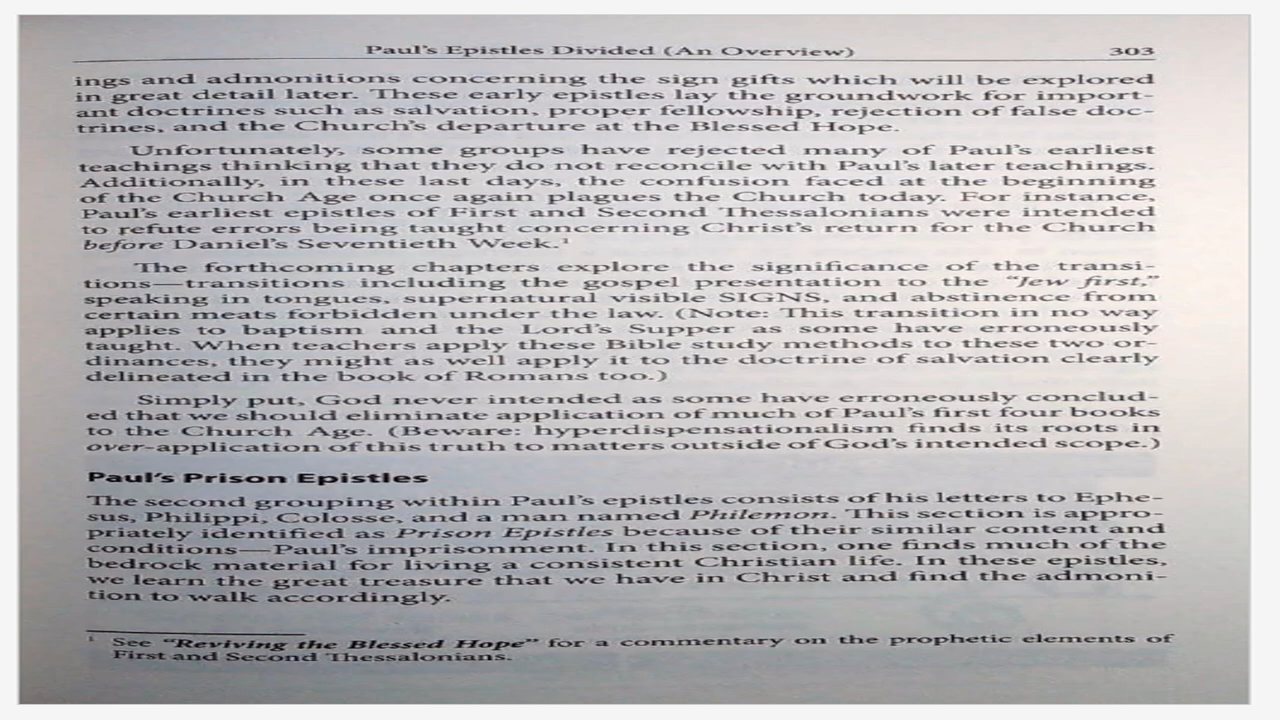 Paul's Epistles Divided (An Overview) 303
ings and admonitions concerning the sign gifts which will be explored
in great detail later. These early epistles lay the groundwork for import-
ant doctrines such as salvation, proper fellowship, rejection of false doc-
trines, and the Church's departure at the Blessed Hope.
Unfortunately, some groups have rejected many of Paul's earliest
teachings thinking that they do not reconcile with Paul's later teachings.
Additionally, in these last days, the confusion faced at the beginning
of the Church Age once again plagues the Church today. For instance,
Paul's earliest epistles of First and Second Thessalonians were intended
to refute errors being taught concerning Christ's return for the Church
before Daniel's Seventieth Week.¹
The forthcoming chapters explore the significance of the transi-
tions—transitions including the gospel presentation to the "Jew first,"
speaking in tongues, supernatural visible SIGNS, and abstinence from
certain meats forbidden under the law. (Note: This transition in no way
applies to baptism and the Lord's Supper as some have erroneously
taught. When teachers apply these Bible study methods to these two or-
dinances, they might as well apply it to the doctrine of salvation clearly
delineated in the book of Romans too.)
Simply put, God never intended as some have erroneously conclud-
ed that we should eliminate application of much of Paul's first four books
to the Church Age. (Beware: hyperdispensationalism finds its roots in
over-application of this truth to matters outside of God's intended scope.)
Paul's Prison Epistles
The second grouping within Paul's epistles consists of his letters to Ephe-
sus, Philippi, Colosse, and a man named Philemon. This section is appro-
priately identified as Prison Epistles because of their similar content and
conditions—Paul's imprisonment. In this section, one finds much of the
bedrock material for living a consistent Christian life. In these epistles,
we learn the great treasure that we have in Christ and find the admoni-
tion to walk accordingly.
¹ See "Reviving the Blessed Hope" for a commentary on the prophetic elements of
First and Second Thessalonians.